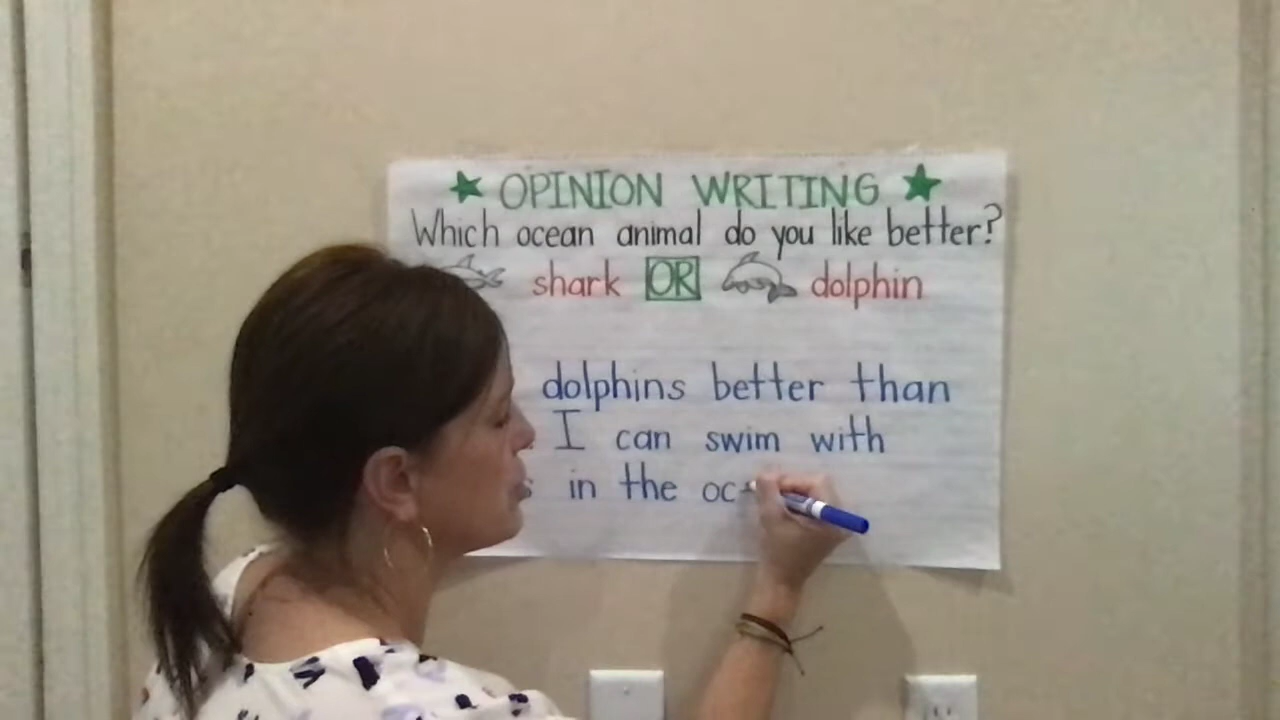 OPINION WRITING
Which ocean animal do you like better?
shark OR dolphin
dolphins better than
I can swim with
in the oc